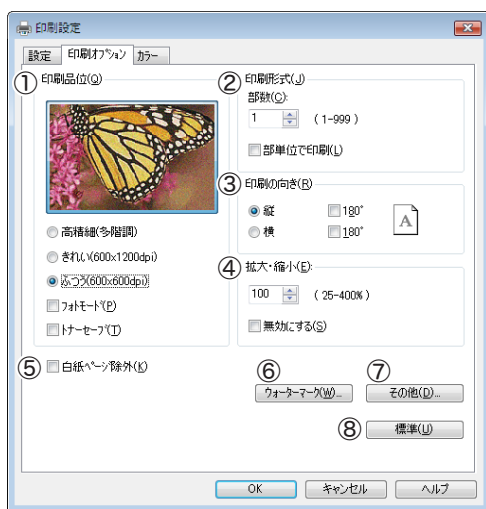 印刷設定
設定 印刷オプション カラー
① 印刷品位(Q)
高精細(多階調)
きれい(600x1200dpi)
ふつう(600x600dpi)
フォトモード(P)
トナーセーブ(T)
⑤ 白紙ページ除外(K)
② 印刷形式(J)
部数(C):
1 (1-999)
部単位で印刷(L)
③ 印刷の向き(R)
縦 180°
横 180°
A
④ 拡大・縮小(E):
100 (25-400%)
無効にする(S)
⑥ ⑦
ウォーターマーク(W)... その他(D)...
⑧ 標準(U)
OK キャンセル ヘルプ